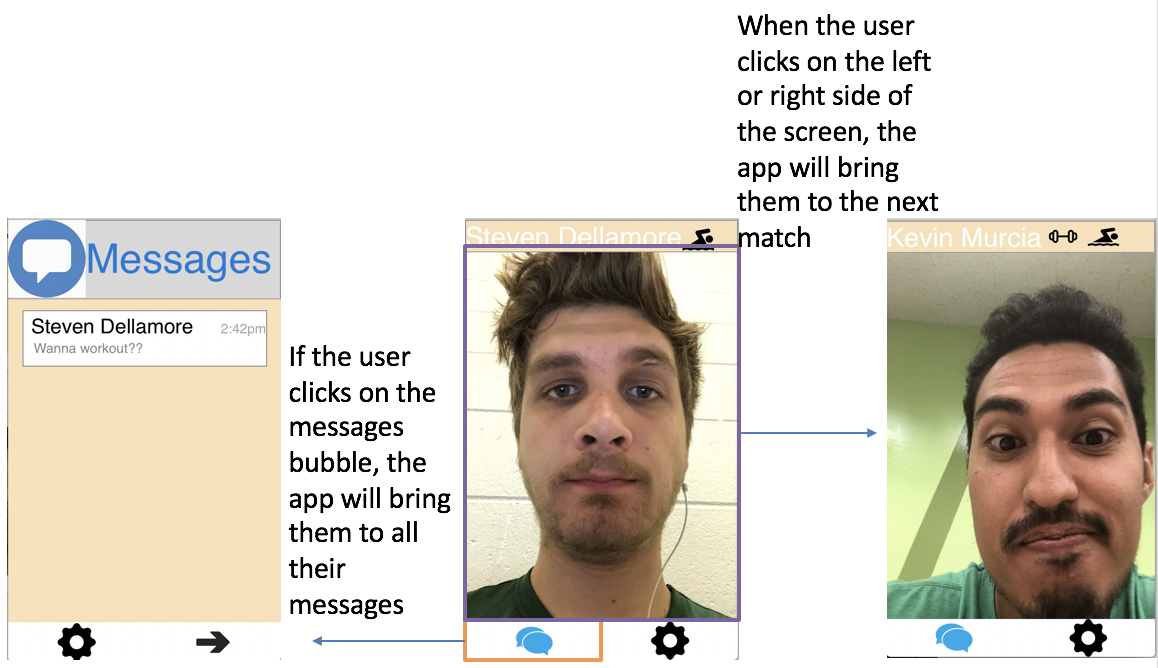 When the user
clicks on the left
or right side of
the screen, the
app will bring
them to the next
match
Messages
Steven Dellamore 2:42pm
Wanna workout??
If the user
clicks on the
messages
bubble, the
app will bring
them to all
their
messages
Steven Dellamore
Kevin Murcia